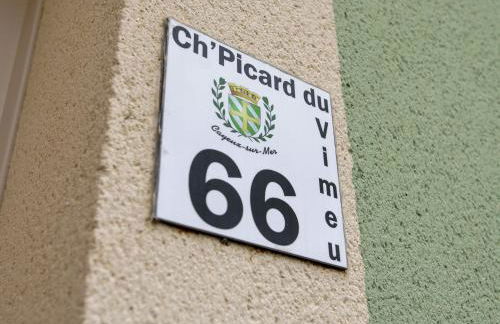 Ch'Picard du
Vimeu
Cayeux-sur-Mer
66